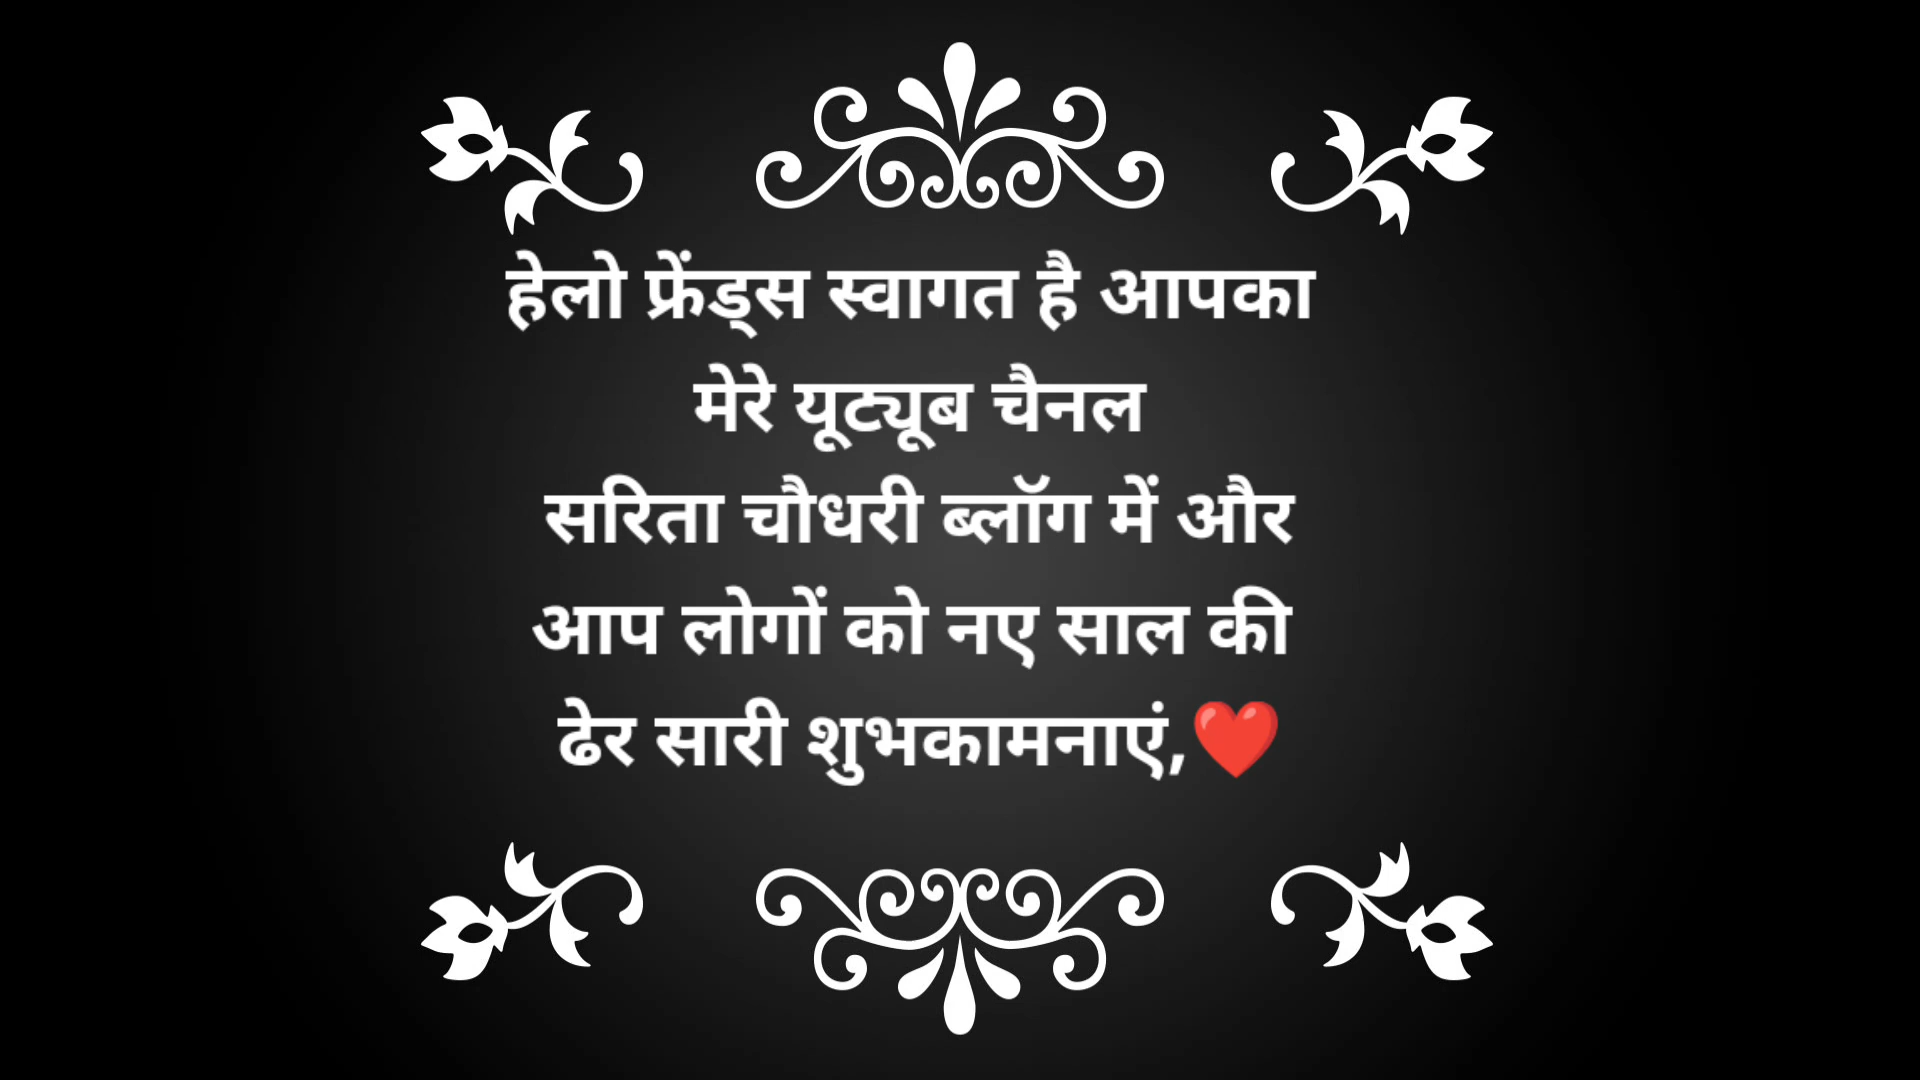 हेलो फ्रेंड्स स्वागत है आपका
मेरे यूट्यूब चैनल
सरिता चौधरी ब्लॉग में और
आप लोगों को नए साल की
ढेर सारी शुभकामनाएं,❤️